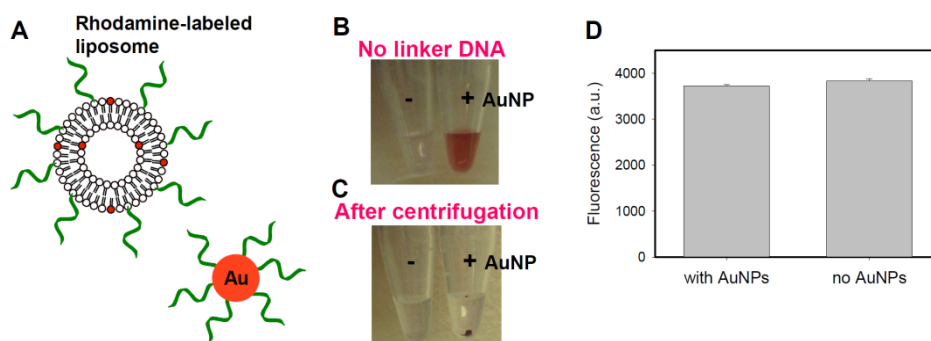 A
Rhodamine-labeled
liposome
Au
B
No linker DNA
- + AuNP
C
After centrifugation
- + AuNP
D
Fluorescence (a.u.)
4000
3000
2000
1000
0
with AuNPs
no AuNPs